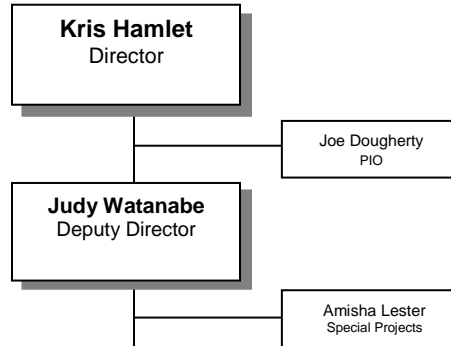 Kris Hamlet
Director
Joe Dougherty
PIO
Judy Watanabe
Deputy Director
Amisha Lester
Special Projects